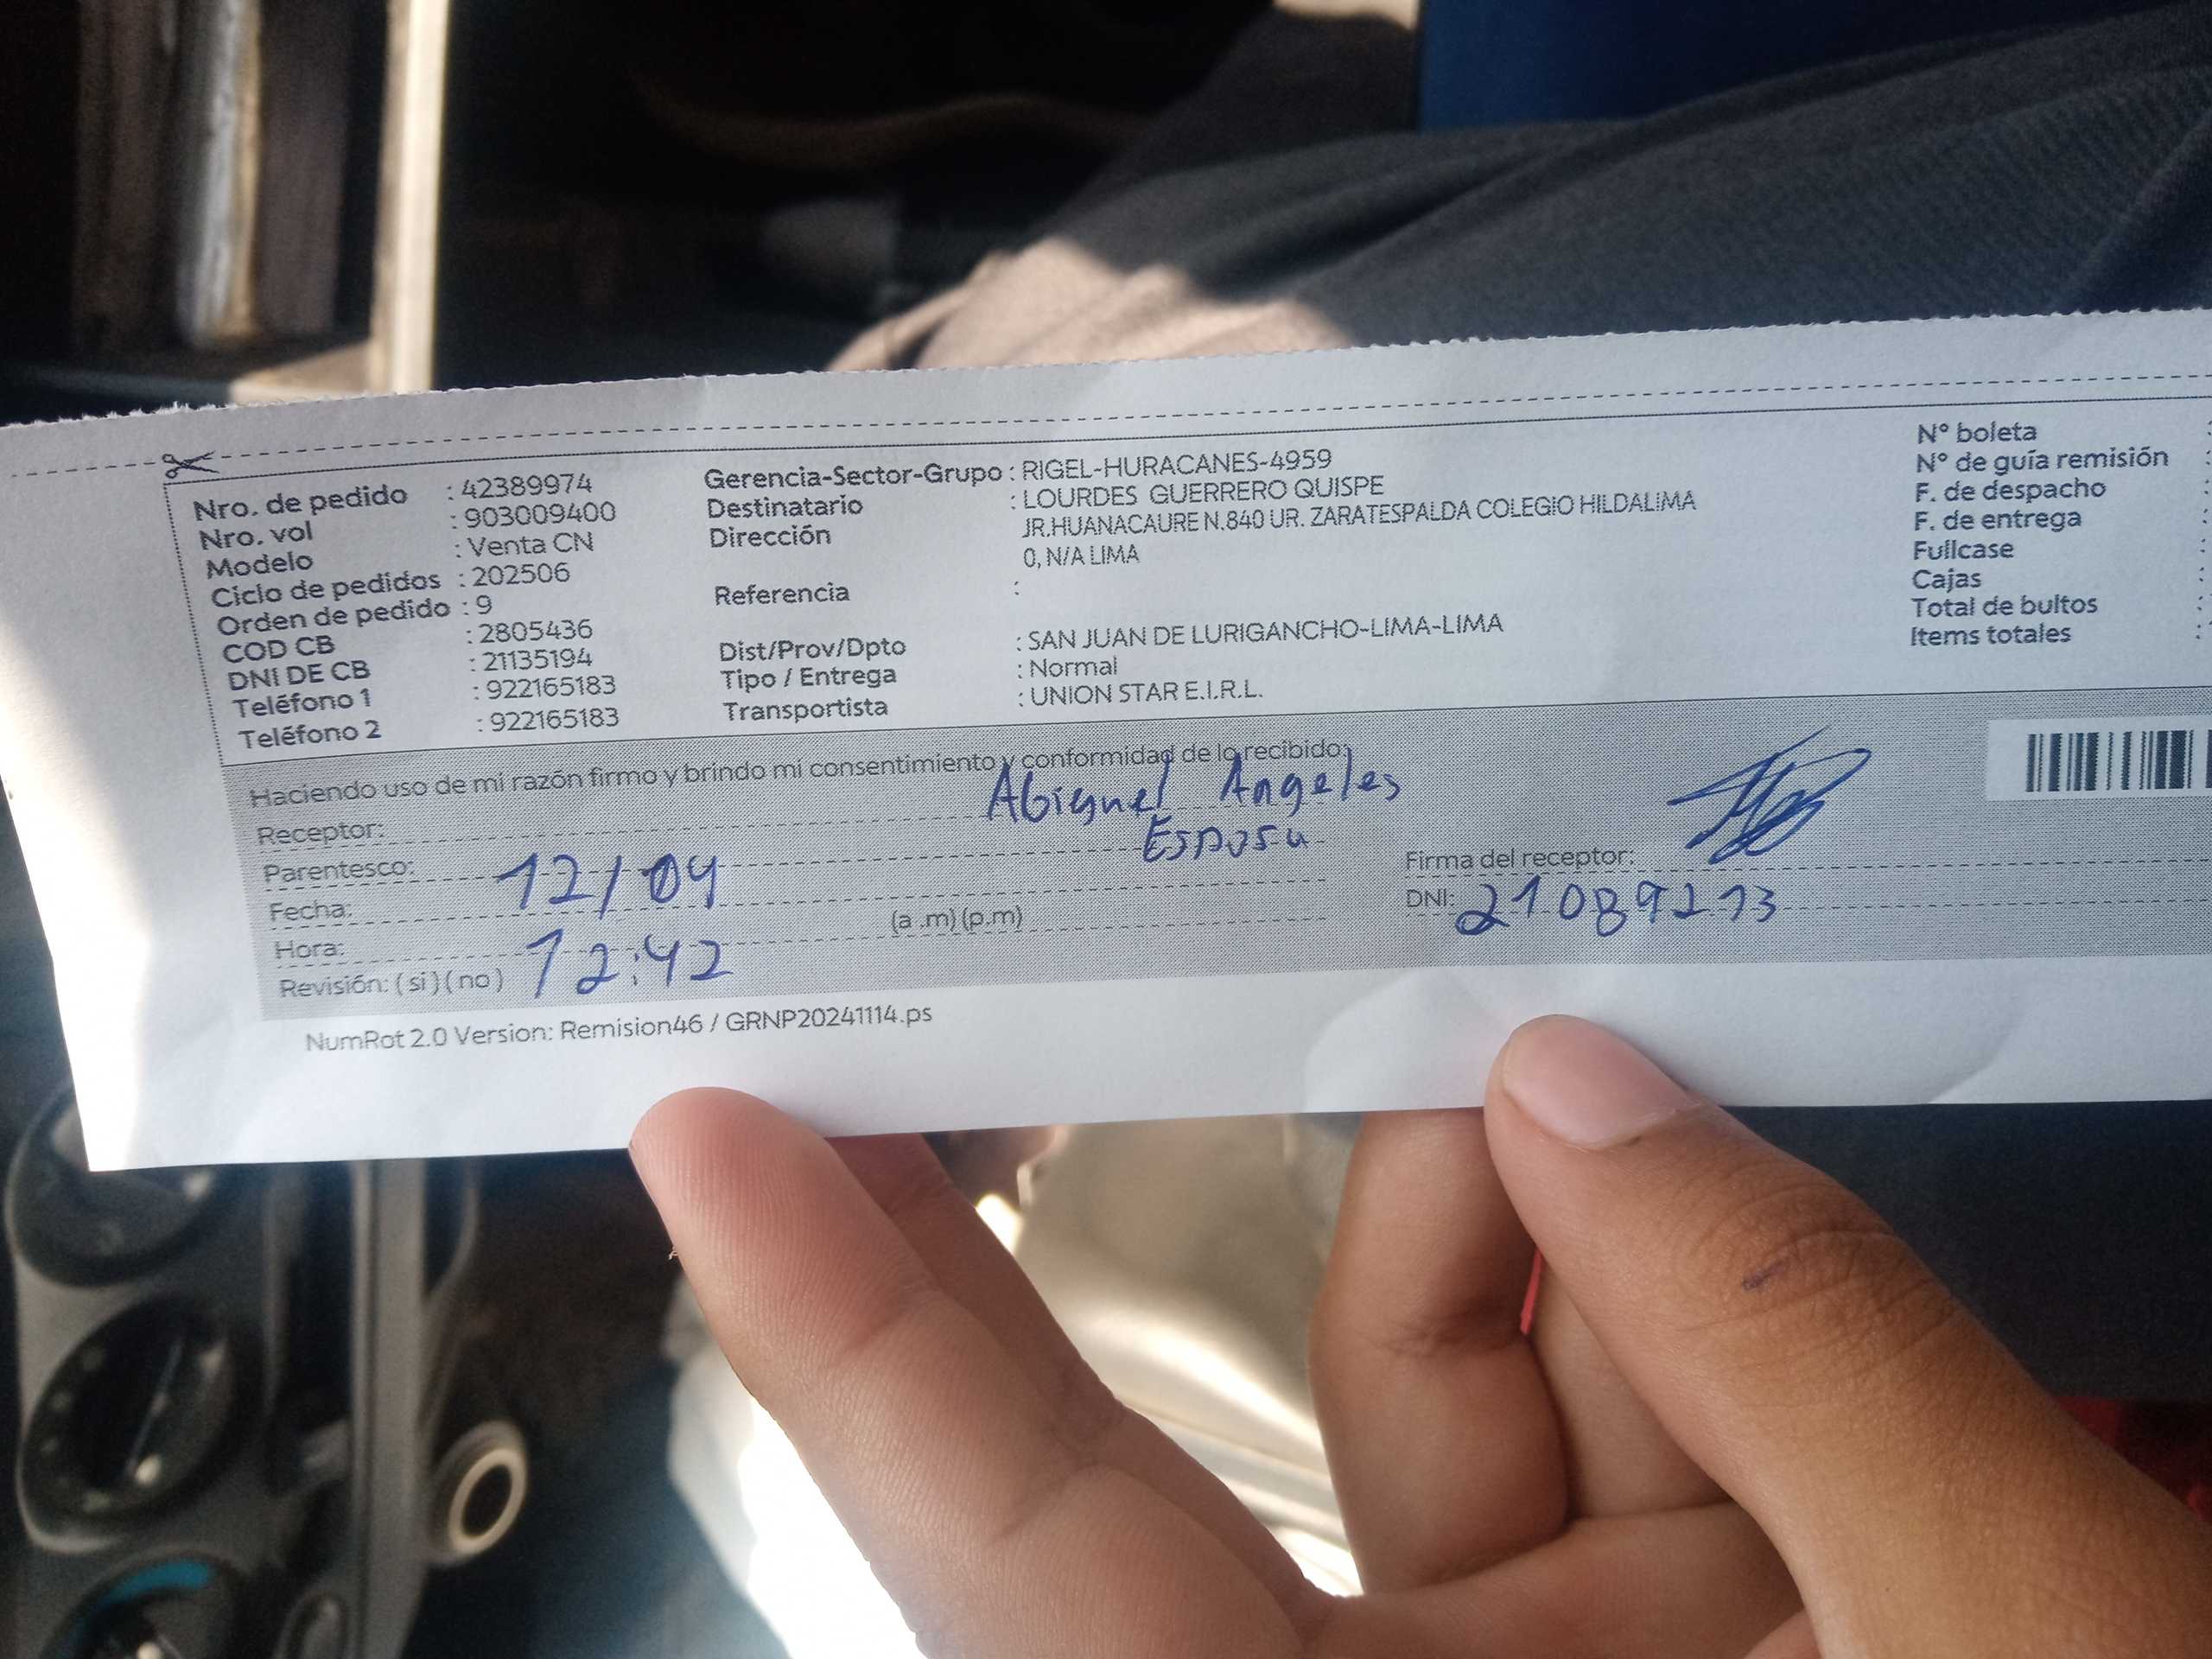 Nro. de pedido : 42389974
Nro. vol : 903009400
Modelo : Venta CN
Ciclo de pedidos : 202506
Orden de pedido : 9
COD CB : 2805436
DNI DE CB : 21135194
Teléfono 1 : 922165183
Teléfono 2 : 922165183
Gerencia-Sector-Grupo : RIGEL-HURACANES-4959
Destinatario : LOURDES GUERRERO QUISPE
Dirección JR.HUANACAURE N.840 UR. ZARATESPALDA COLEGIO HILDALIMA
0, N/A LIMA
Referencia :
Dist/Prov/Dpto : SAN JUAN DE LURIGANCHO-LIMA-LIMA
Tipo / Entrega : Normal
Transportista : UNION STAR E.I.R.L.
N° boleta :
N° de guía remisión :
F. de despacho :
F. de entrega :
Fullcase :
Cajas :
Total de bultos :
Items totales :
Haciendo uso de mi razón firmo y brindo mi consentimiento y conformidad de lo recibido:
Receptor: Angeles
Parentesco: Esposa
Fecha: 12/04
Hora: 12:42 (a .m) (p.m)
Revisión: ( si ) ( no )
Firma del receptor:
DNI:
NumRot 2.0 Version: Remision46 / GRNP20241114.ps